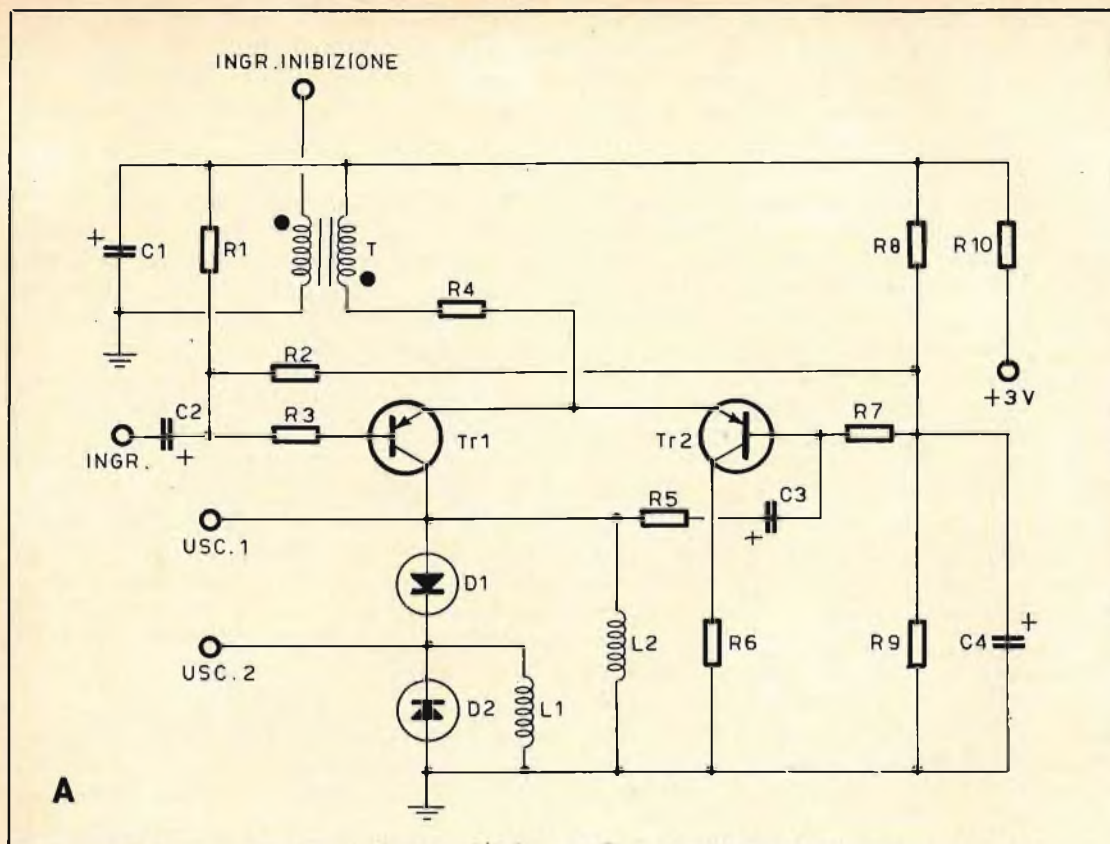 INGR. INIBIZIONE
C1
R1
T
R4
R8
R10
R2
+3V
C2
R3
Tr1
Tr2
R7
INGR.
R5
C3
USC.1
D1
L2
R6
R9
C4
USC.2
D2
L1
A